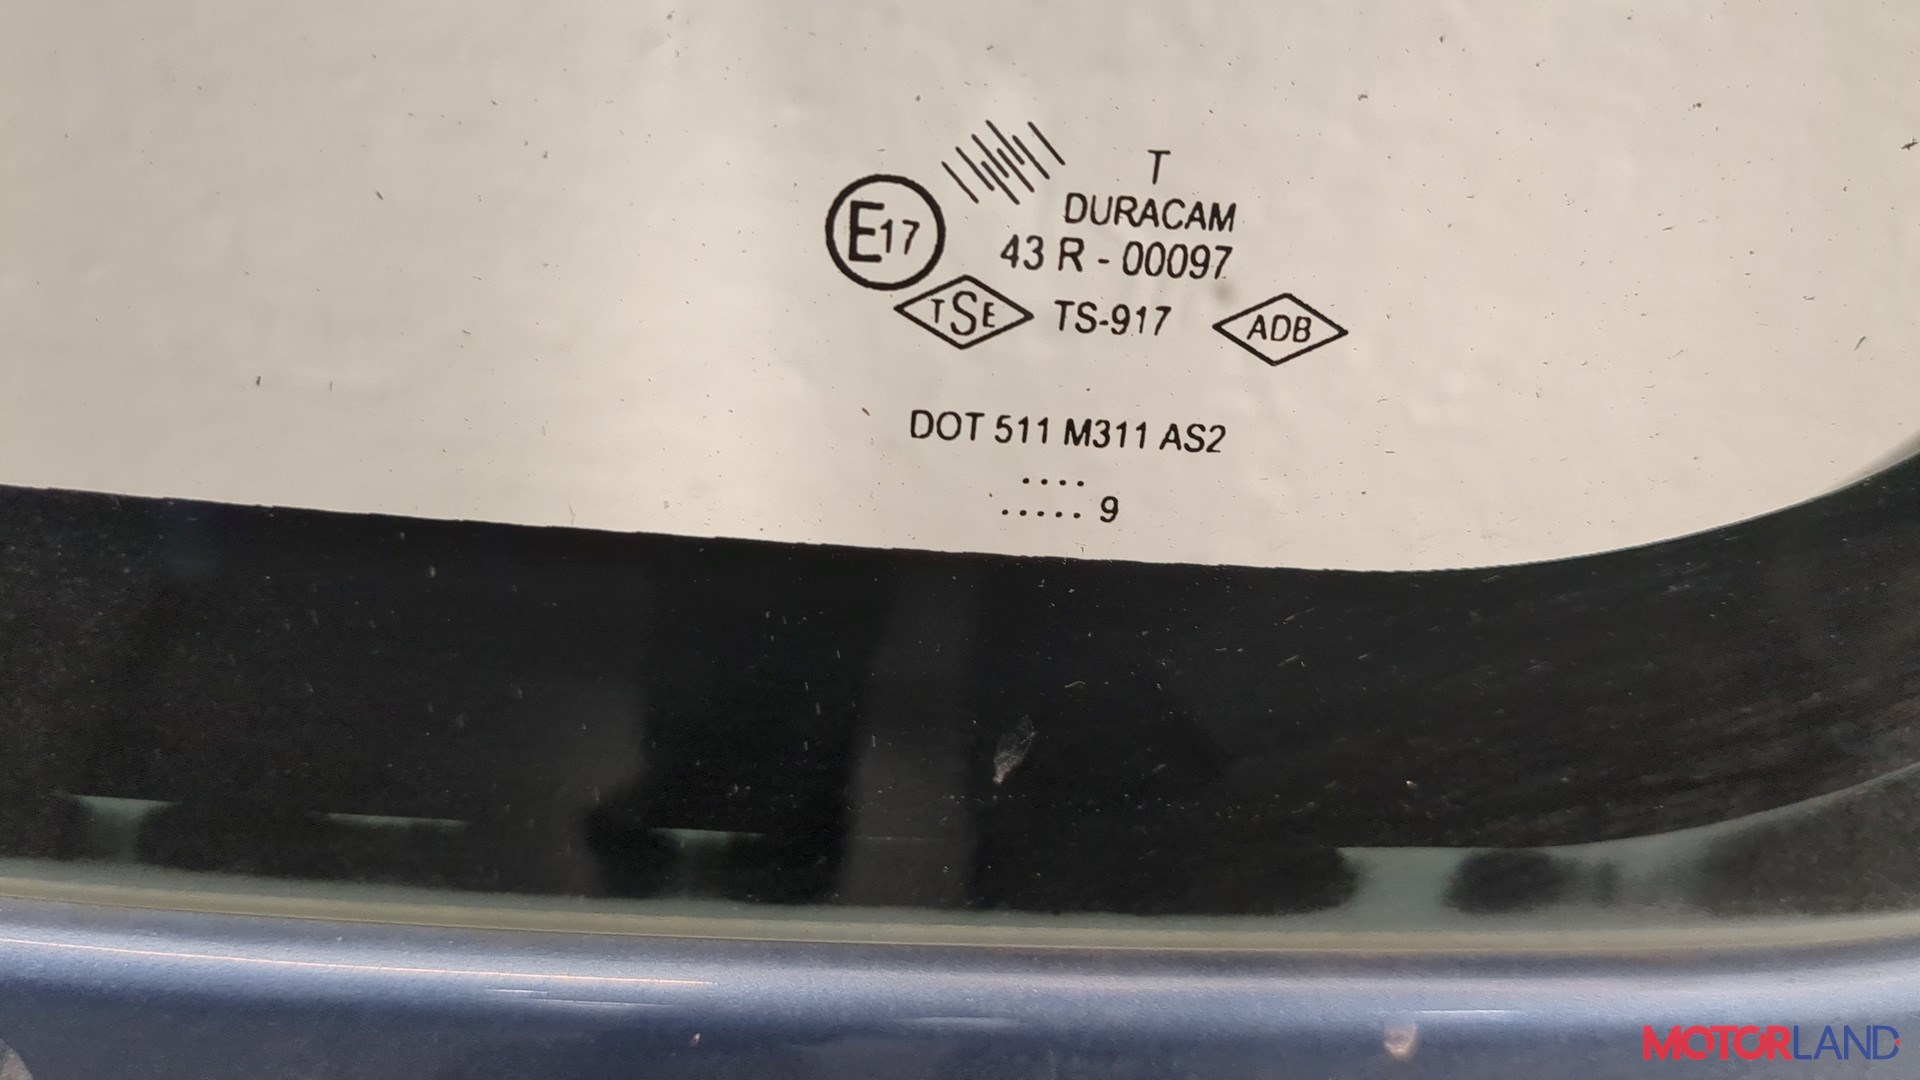 T
DURACAM
E17
43 R - 00097
TSE TS-917 ADB
DOT 511 M311 AS2
....
..... 9
MOTORLAND